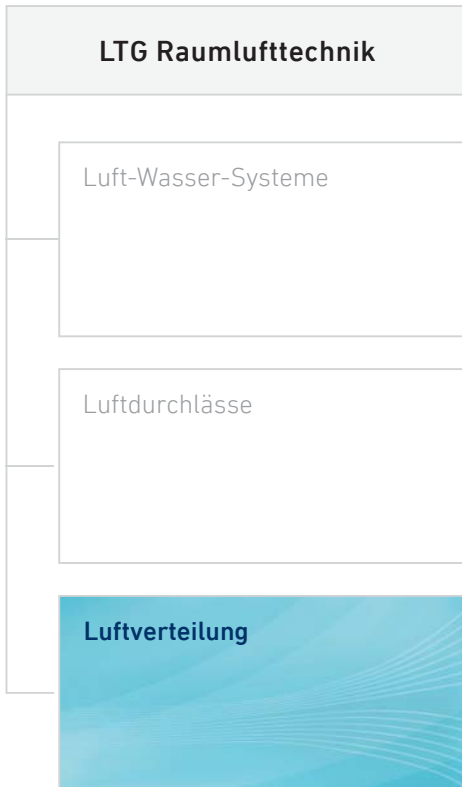 LTG Raumlufttechnik
Luft-Wasser-Systeme
Luftdurchlässe
Luftverteilung